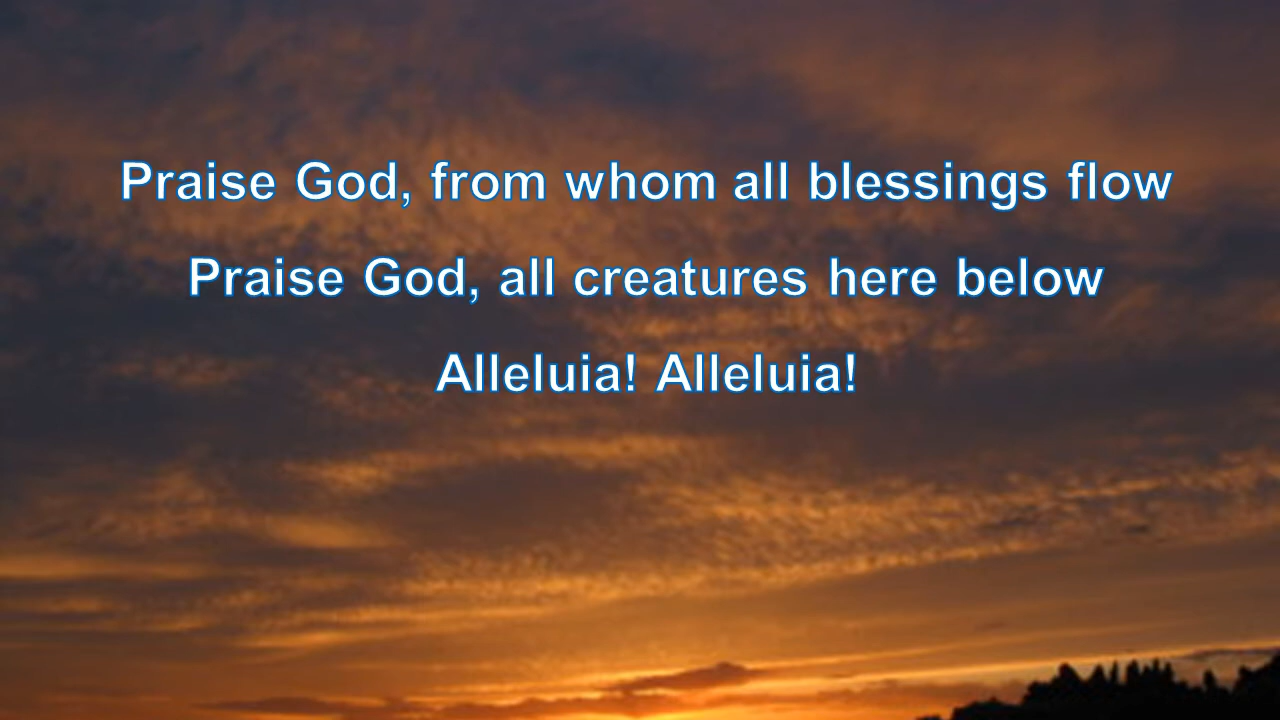 Praise God, from whom all blessings flow
Praise God, all creatures here below
Alleluia! Alleluia!